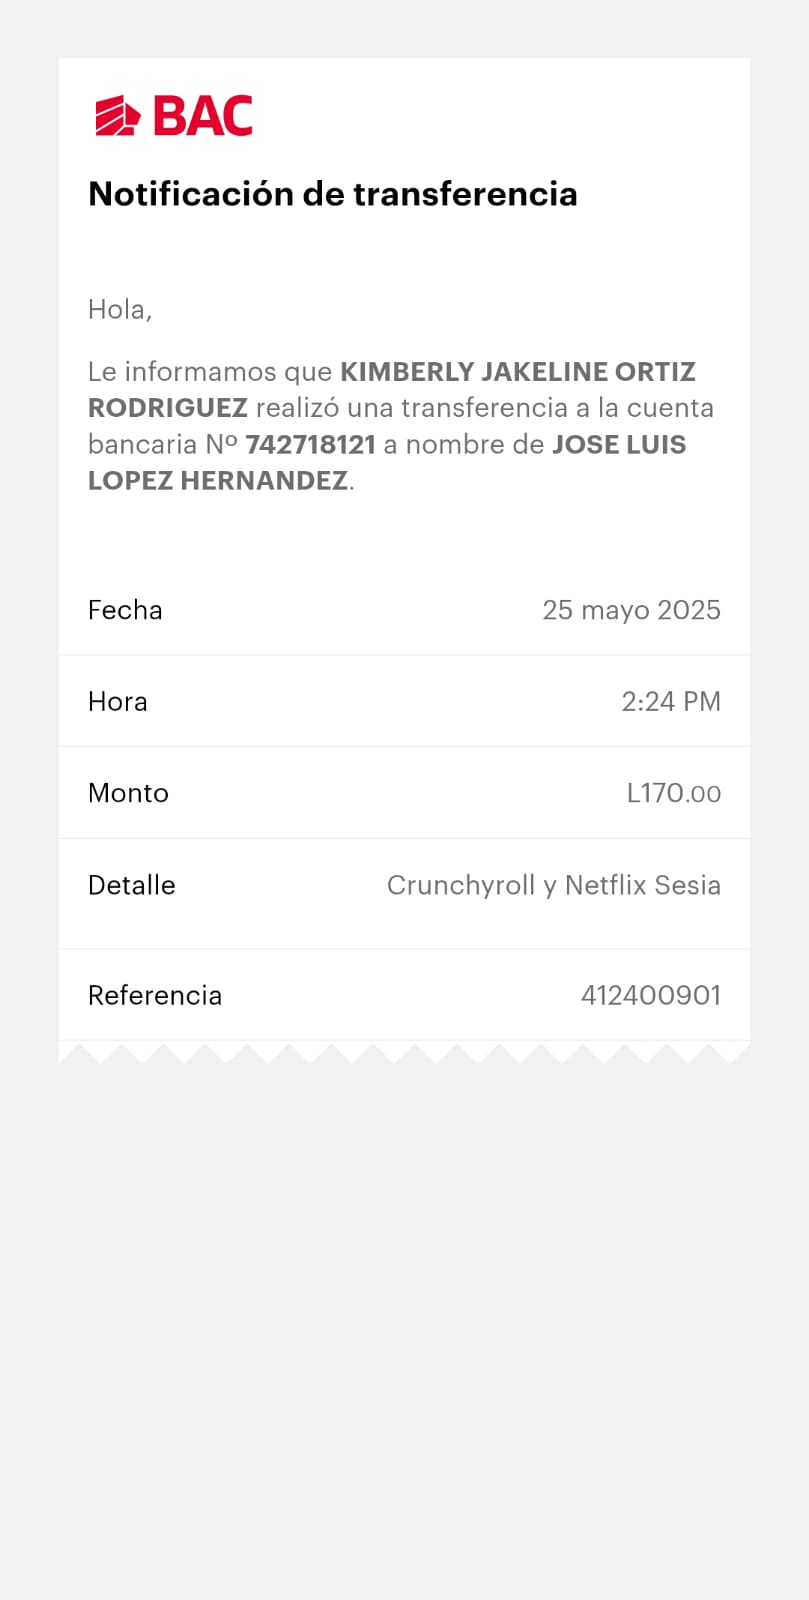 BAC
Notificación de transferencia
Hola,
Le informamos que KIMBERLY JAKELINE ORTIZ
RODRIGUEZ realizó una transferencia a la cuenta
bancaria Nº 742718121 a nombre de JOSE LUIS
LOPEZ HERNANDEZ.
Fecha 25 mayo 2025
Hora 2:24 PM
Monto L170.00
Detalle Crunchyroll y Netflix Sesia
Referencia 412400901